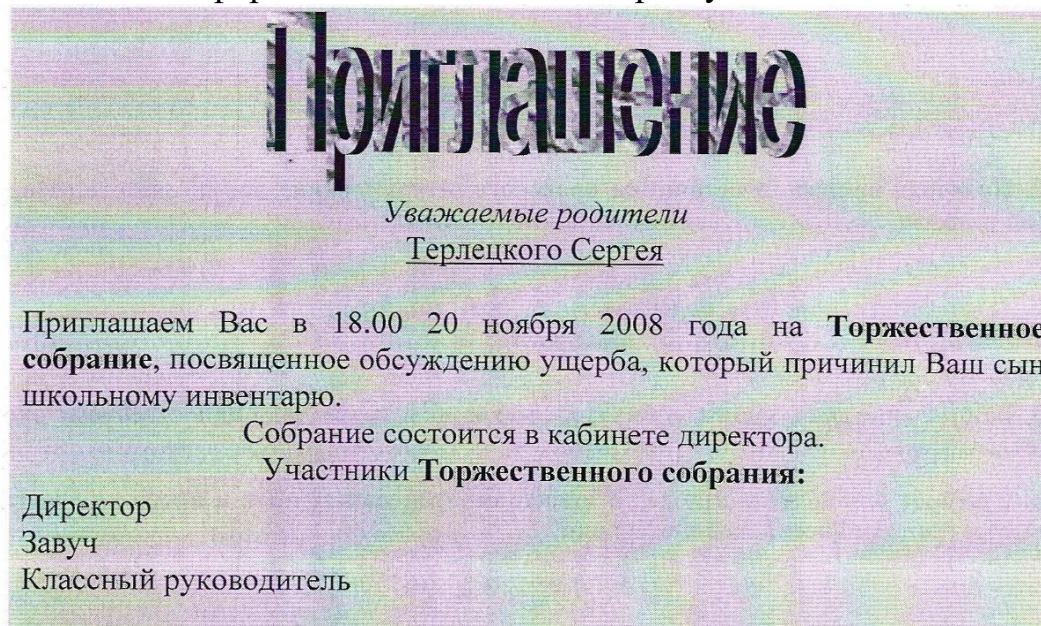 Приглашение
Уважаемые родители
Терлецкого Сергея
Приглашаем Вас в 18.00 20 ноября 2008 года на Торжественное
собрание, посвященное обсуждению ущерба, который причинил Ваш сын
школьному инвентарю.
Собрание состоится в кабинете директора.
Участники Торжественного собрания:
Директор
Завуч
Классный руководитель